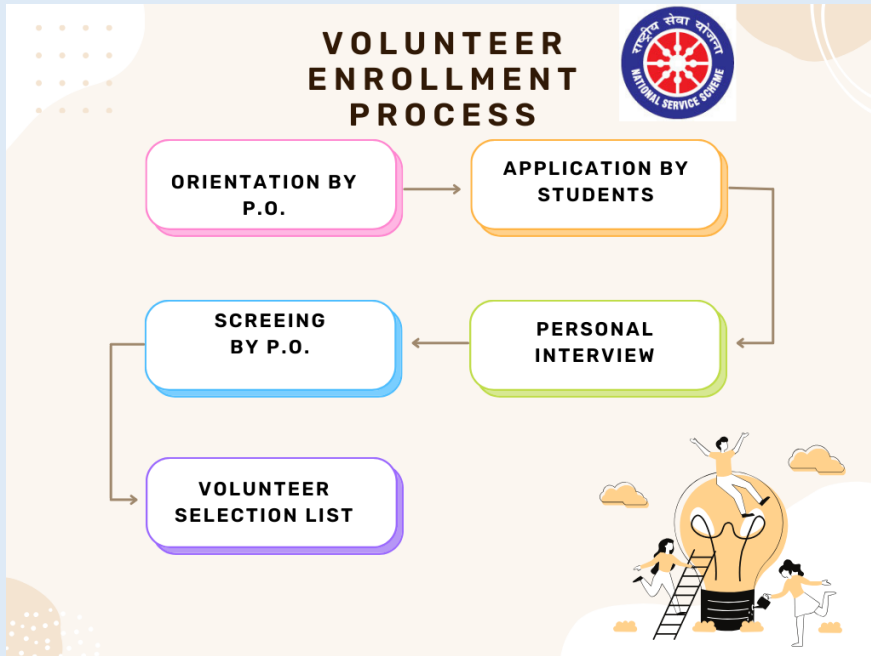 VOLUNTEER
ENROLLMENT
PROCESS
राष्ट्रीय सेवा योजना
NATIONAL SERVICE SCHEME
ORIENTATION BY
P.O.
APPLICATION BY
STUDENTS
PERSONAL
INTERVIEW
SCREEING
BY P.O.
VOLUNTEER
SELECTION LIST